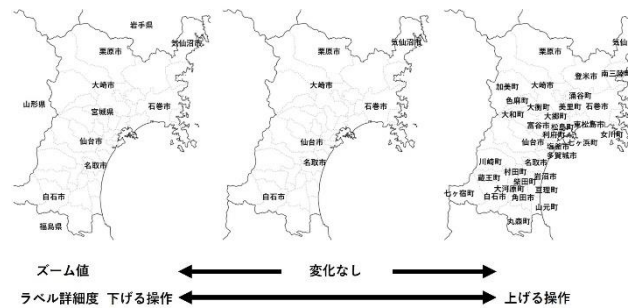 岩手県
栗原市
気仙沼市
大崎市
山形県
宮城県
石巻市
仙台市
名取市
白石市
福島県
栗原市
気仙沼市
大崎市
石巻市
仙台市
名取市
白石市
気仙沼
栗原市
登米市
南三陸町
加美町
大崎市
涌谷町
色麻町
大衡町
美里町
石巻市
大和町
大郷町
富谷市
松島町
東松島市
利府町
女川町
仙台市
塩釜市
七ヶ浜町
多賀城市
川崎町
名取市
村田町
岩沼市
蔵王町
柴田町
七ヶ宿町
大河原町
亘理町
白石市
角田市
山元町
丸森町
ズーム値
変化なし
ラベル詳細度 下げる操作
上げる操作